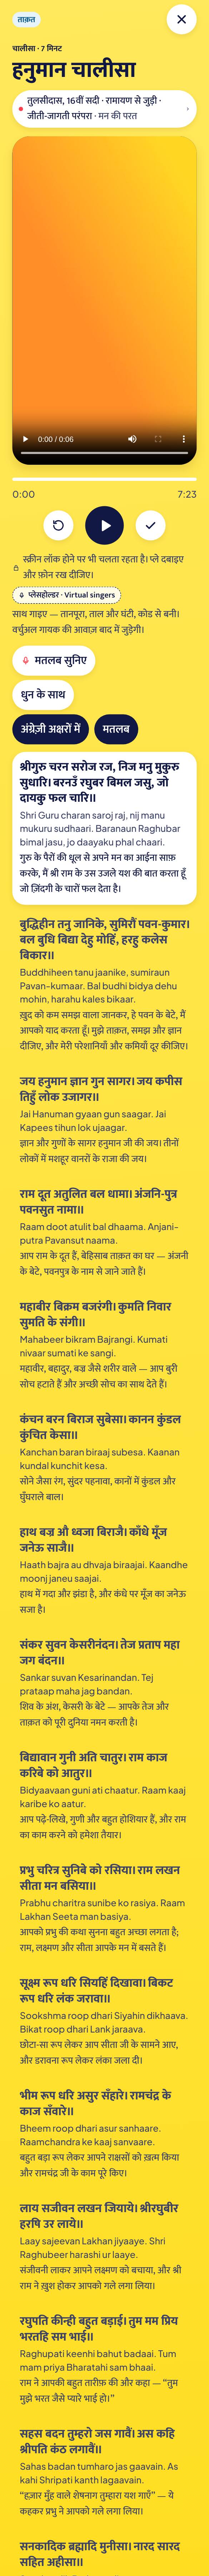 ताक़त
चालीसा · 7 मिनट
हनुमान चालीसा
तुलसीदास, 16वीं सदी · रामायण से जुड़ी ·
जीती-जागती परंपरा · मन की परत
0:00 / 0:06
0:00
7:23
स्क्रीन लॉक होने पर भी चलता रहता है। प्ले दबाइए
और फ़ोन रख दीजिए।
प्लेसहोल्डर · Virtual singers
साथ गाइए — तानपूरा, ताल और घंटी, कोड से बनी।
वर्चुअल गायक की आवाज़ बाद में जुड़ेगी।
मतलब सुनिए
धुन के साथ
अंग्रेज़ी अक्षरों में
मतलब
श्रीगुरु चरन सरोज रज, निज मनु मुकुरु
सुधारि। बरनउँ रघुबर बिमल जसु, जो
दायकु फल चारि।।
Shri Guru charan saroj raj, nij manu
mukuru sudhaari. Baranaun Raghubar
bimal jasu, jo daayaku phal chaari.
गुरु के पैरों की धूल से अपने मन का आईना साफ़
करके, मैं श्री राम के उस उजले यश की बात करता हूँ
जो ज़िंदगी के चारों फल देता है।
बुद्धिहीन तनु जानिके, सुमिरौं पवन-कुमार।
बल बुधि बिद्या देहु मोहिं, हरहु कलेस
बिकार।।
Buddhiheen tanu jaanike, sumiraun
Pavan-kumaar. Bal budhi bidya dehu
mohin, harahu kales bikaar.
ख़ुद को कम समझ वाला जानकर, हे पवन के बेटे, मैं
आपको याद करता हूँ। मुझे ताक़त, समझ और ज्ञान
दीजिए, और मेरी परेशानियाँ और कमियाँ दूर कीजिए।
जय हनुमान ज्ञान गुन सागर। जय कपीस
तिहुँ लोक उजागर।।
Jai Hanuman gyaan gun saagar. Jai
Kapees tihun lok ujaagar.
ज्ञान और गुणों के सागर हनुमान जी की जय। तीनों
लोकों में मशहूर वानरों के राजा की जय।
राम दूत अतुलित बल धामा। अंजनि-पुत्र
पवनसुत नामा।।
Raam doot atulit bal dhaama. Anjani-
putra Pavansut naama.
आप राम के दूत हैं, बेहिसाब ताक़त का घर — अंजनी
के बेटे, पवनपुत्र के नाम से जाने जाते हैं।
महाबीर बिक्रम बजरंगी। कुमति निवार
सुमति के संगी।।
Mahabeer bikram Bajrangi. Kumati
nivaar sumati ke sangi.
महावीर, बहादुर, वज्र जैसे शरीर वाले — आप बुरी
सोच हटाते हैं और अच्छी सोच का साथ देते हैं।
कंचन बरन बिराज सुबेसा। कानन कुंडल
कुंचित केसा।।
Kanchan baran biraaj subesa. Kaanan
kundal kunchit kesa.
सोने जैसा रंग, सुंदर पहनावा, कानों में कुंडल और
घुँघराले बाल।
हाथ बज्र औ ध्वजा बिराजै। काँधे मूँज
जनेऊ साजै।।
Haath bajra au dhvaja biraajai. Kaandhe
moonj janeu saajai.
हाथ में गदा और झंडा है, और कंधे पर मूँज का जनेऊ
सजा है।
संकर सुवन केसरीनंदन। तेज प्रताप महा
जग बंदन।।
Sankar suvan Kesarinandan. Tej
prataap maha jag bandan.
शिव के अंश, केसरी के बेटे — आपके तेज और
ताक़त को पूरी दुनिया नमन करती है।
बिद्यावान गुनी अति चातुर। राम काज
करिबे को आतुर।।
Bidyaavaan guni ati chaatur. Raam kaaj
karibe ko aatur.
आप पढ़े-लिखे, गुणी और बहुत होशियार हैं, और राम
का काम करने को हमेशा तैयार।
प्रभु चरित्र सुनिबे को रसिया। राम लखन
सीता मन बसिया।।
Prabhu charitra sunibe ko rasiya. Raam
Lakhan Seeta man basiya.
आपको प्रभु की कथा सुनना बहुत अच्छा लगता है;
राम, लक्ष्मण और सीता आपके मन में बसते हैं।
सूक्ष्म रूप धरि सियहिँ दिखावा। बिकट
रूप धरि लंक जरावा।।
Sookshma roop dhari Siyahin dikhaava.
Bikat roop dhari Lank jaraava.
छोटा-सा रूप लेकर आप सीता जी के सामने आए,
और डरावना रूप लेकर लंका जला दी।
भीम रूप धरि असुर सँहारे। रामचंद्र के
काज सँवारे।।
Bheem roop dhari asur sanhaare.
Raamchandra ke kaaj sanvaare.
बहुत बड़ा रूप लेकर आपने राक्षसों को ख़त्म किया
और रामचंद्र जी के काम पूरे किए।
लाय सजीवन लखन जियाये। श्रीरघुबीर
हरषि उर लाये।।
Laay sajeevan Lakhan jiyaaye. Shri
Raghubeer harashi ur laaye.
संजीवनी लाकर आपने लक्ष्मण को बचाया, और श्री
राम ने ख़ुश होकर आपको गले लगा लिया।
रघुपति कीन्ही बहुत बड़ाई। तुम मम प्रिय
भरतहि सम भाई।।
Raghupati keenhi bahut badaai. Tum
mam priya Bharatahi sam bhaai.
राम ने आपकी बहुत तारीफ़ की और कहा — “तुम
मुझे भरत जैसे प्यारे भाई हो।”
सहस बदन तुम्हरो जस गावैं। अस कहि
श्रीपति कंठ लगावैं।।
Sahas badan tumharo jas gaavain. As
kahi Shripati kanth lagaavain.
“हज़ार मुँह वाले शेषनाग तुम्हारा यश गाएँ” — ये
कहकर प्रभु ने आपको गले लगा लिया।
सनकादिक ब्रह्मादि मुनीसा। नारद सारद
सहित अहीसा।।